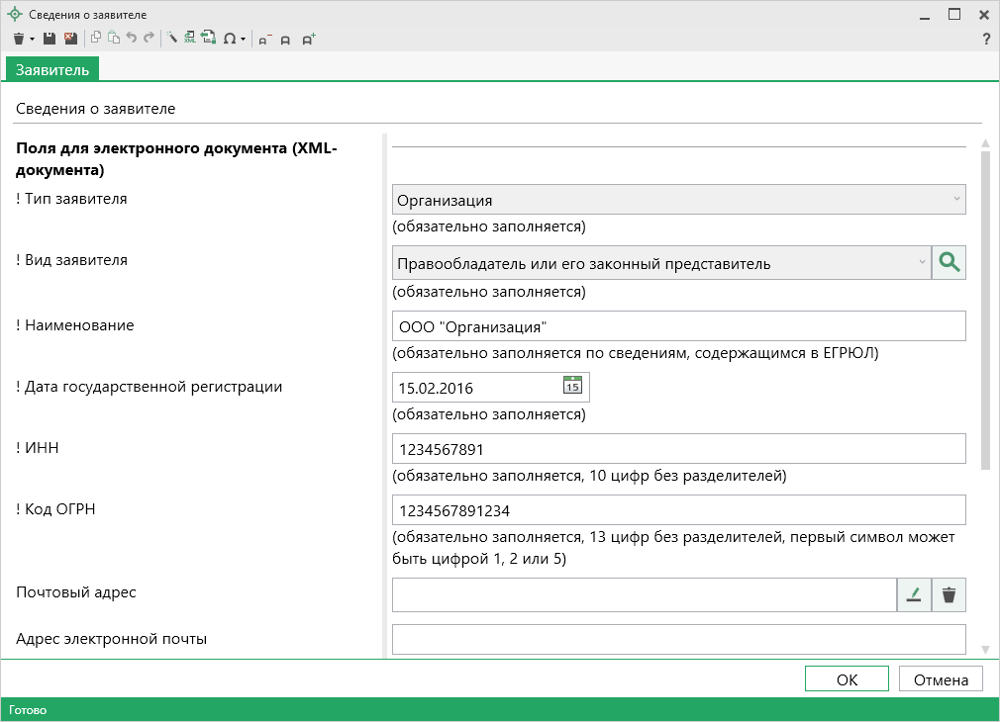 Сведения о заявителе
?
Заявитель
Сведения о заявителе
Поля для электронного документа (XML-
документа)
! Тип заявителя
Организация
(обязательно заполняется)
! Вид заявителя
Правообладатель или его законный представитель
(обязательно заполняется)
! Наименование
ООО "Организация"
(обязательно заполняется по сведениям, содержащимся в ЕГРЮЛ)
! Дата государственной регистрации
15.02.2016
15
(обязательно заполняется)
! ИНН
1234567891
(обязательно заполняется, 10 цифр без разделителей)
! Код ОГРН
1234567891234
(обязательно заполняется, 13 цифр без разделителей, первый символ может
быть цифрой 1, 2 или 5)
Почтовый адрес
Адрес электронной почты
ОК
Отмена
Готово